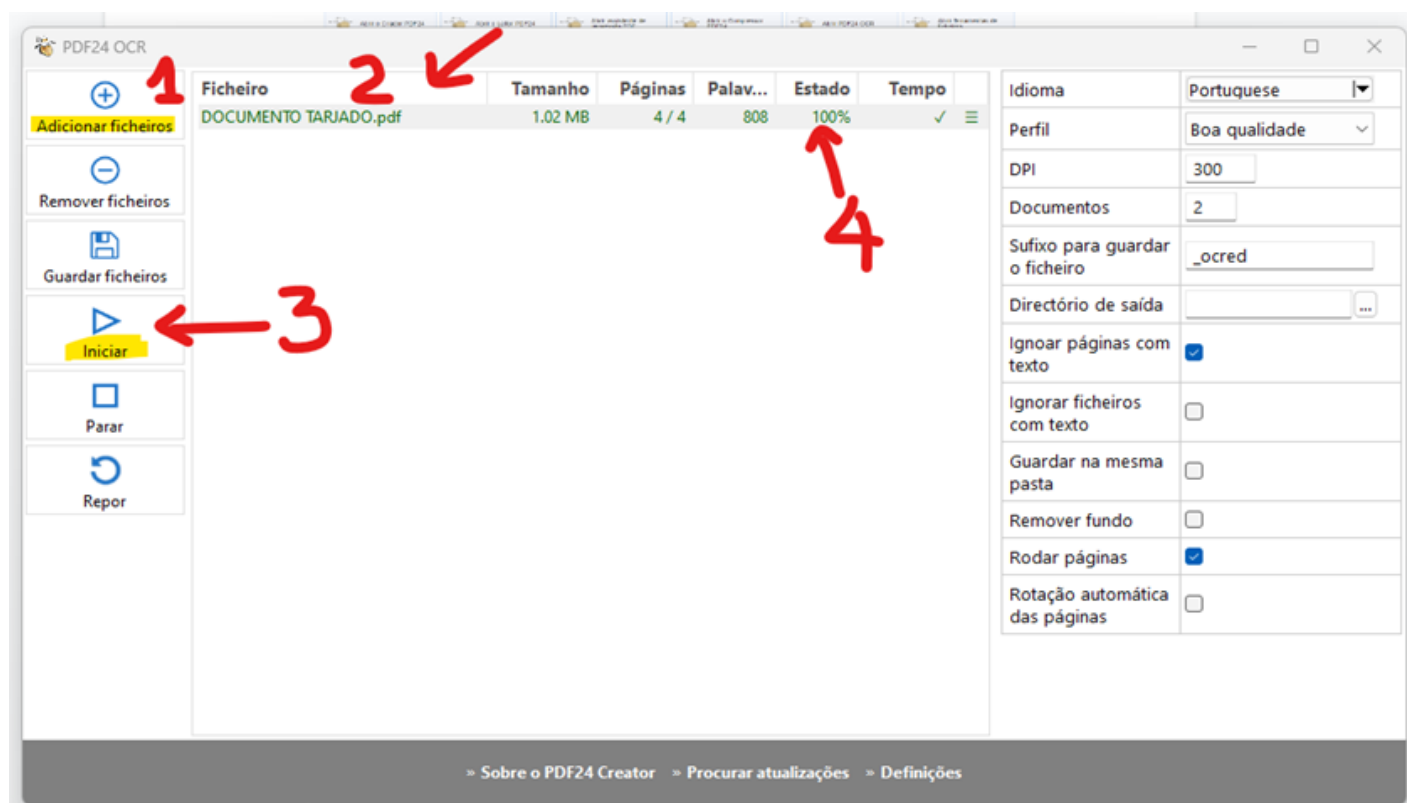 PDF24 OCR
1
Adicionar ficheiros
Remover ficheiros
Guardar ficheiros
3
Iniciar
Parar
Repor
2
Ficheiro Tamanho Páginas Palav... Estado Tempo
DOCUMENTO TARJADO.pdf 1.02 MB 4 / 4 808 100% ✓
4
Idioma Portuguese
Perfil Boa qualidade
DPI 300
Documentos 2
Sufixo para guardar
o ficheiro _ocred
Directório de saída ...
Ignoar páginas com
texto
Ignorar ficheiros
com texto
Guardar na mesma
pasta
Remover fundo
Rodar páginas
Rotação automática
das páginas
» Sobre o PDF24 Creator » Procurar atualizações » Definições